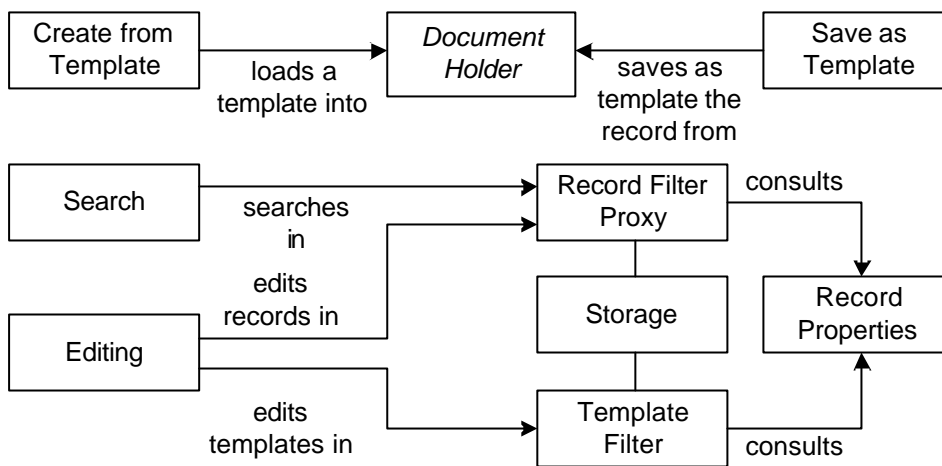 Create from
Template
loads a
template into
Document
Holder
saves as
template the
record from
Save as
Template
Search
searches
in
Record Filter
Proxy
consults
edits
records in
Storage
Record
Properties
Editing
edits
templates in
Template
Filter
consults